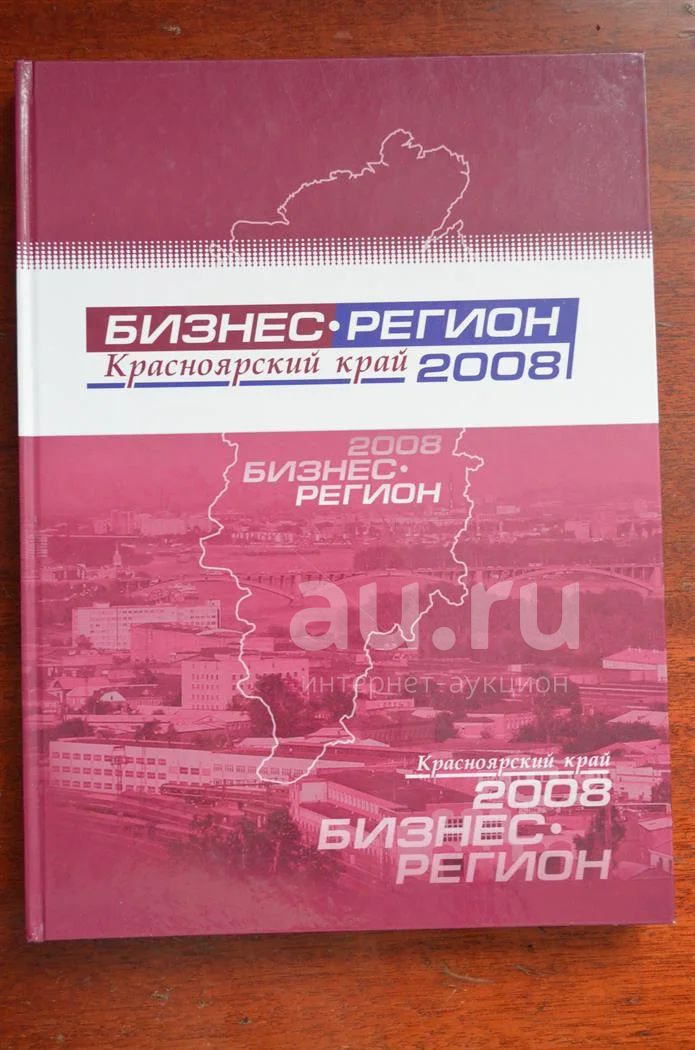 БИЗНЕС·РЕГИОН
Красноярский край 2008
2008
БИЗНЕС·
РЕГИОН
au.ru
интернет-аукцион
Красноярский край
2008
БИЗНЕС·
РЕГИОН